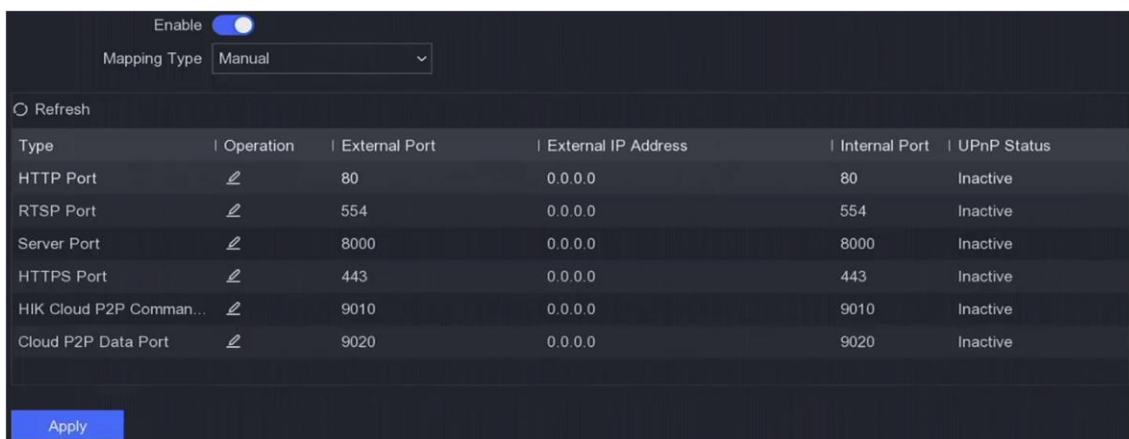 Enable
Mapping Type Manual
Refresh
Type Operation External Port External IP Address Internal Port UPnP Status
HTTP Port 80 0.0.0.0 80 Inactive
RTSP Port 554 0.0.0.0 554 Inactive
Server Port 8000 0.0.0.0 8000 Inactive
HTTPS Port 443 0.0.0.0 443 Inactive
HIK Cloud P2P Comman... 9010 0.0.0.0 9010 Inactive
Cloud P2P Data Port 9020 0.0.0.0 9020 Inactive
Apply